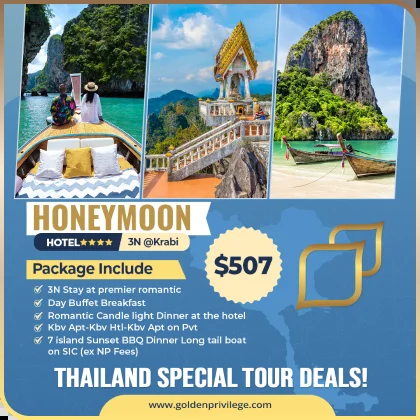 HONEYMOON
HOTEL★★★★ 3N @Krabi
Package Include
$507
3N Stay at premier romantic
Day Buffet Breakfast
Romantic Candle light Dinner at the hotel
Kbv Apt-Kbv Htl-Kbv Apt on Pvt
7 island Sunset BBQ Dinner Long tail boat
on SIC (ex NP Fees)
THAILAND SPECIAL TOUR DEALS!
www.goldenprivilege.com